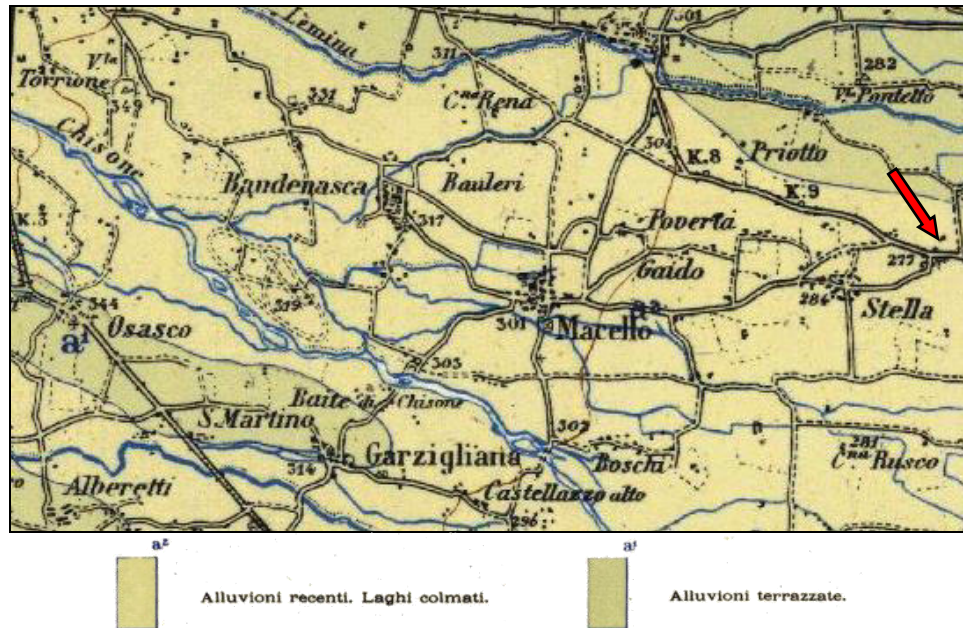 Lemina
301
311
282
V.la
Torrione
349
331
C.na Rena
V.la Pontetto
Chisone
304
K.8
Priotto
Bandenasca
Bauleri
K.9
K.3
317
Poverta
Gaido
277
319
284
344
301
Macello
a²
Stella
Osasco
a¹
303
Baite di Chisone
S. Martino
307
281
314
Garzigliana
Boschi
C.na Rusco
Alberetti
Castellazzo alto
296
a²
a¹
Alluvioni recenti. Laghi colmati.
Alluvioni terrazzate.